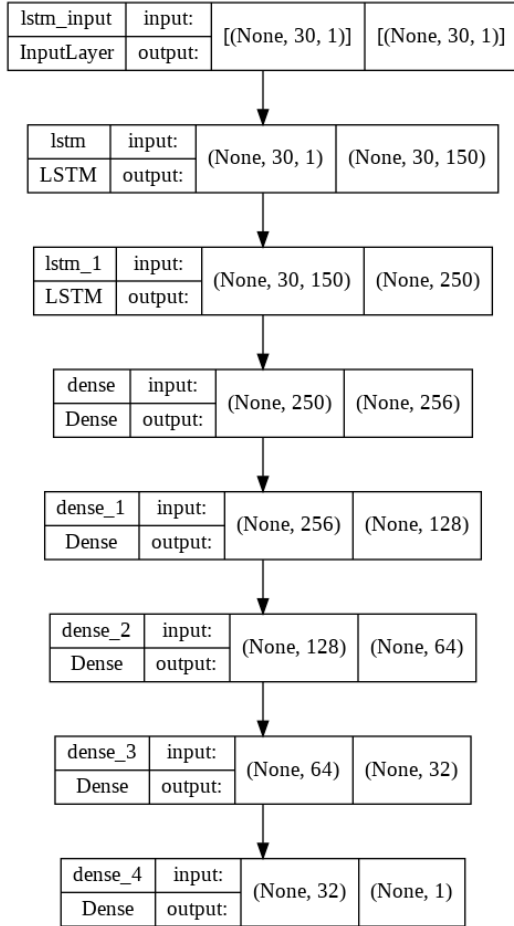 lstm_input input: [(None, 30, 1)] [(None, 30, 1)]
InputLayer output:
lstm input: (None, 30, 1) (None, 30, 150)
LSTM output:
lstm_1 input: (None, 30, 150) (None, 250)
LSTM output:
dense input: (None, 250) (None, 256)
Dense output:
dense_1 input: (None, 256) (None, 128)
Dense output:
dense_2 input: (None, 128) (None, 64)
Dense output:
dense_3 input: (None, 64) (None, 32)
Dense output:
dense_4 input: (None, 32) (None, 1)
Dense output: